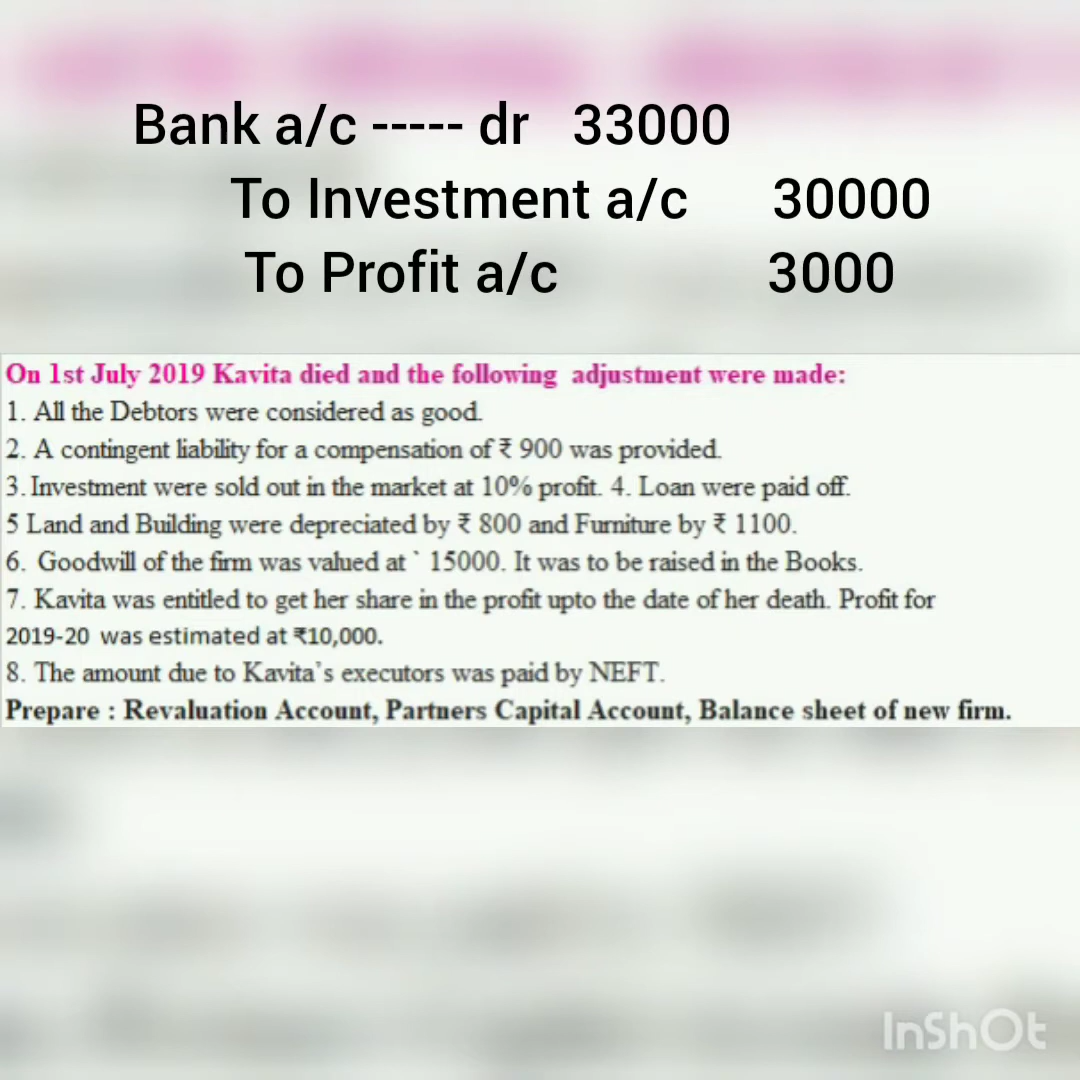 Bank a/c ----- dr 33000
To Investment a/c 30000
To Profit a/c 3000
On 1st July 2019 Kavita died and the following adjustment were made:
1. All the Debtors were considered as good.
2. A contingent liability for a compensation of ₹ 900 was provided.
3. Investment were sold out in the market at 10% profit. 4. Loan were paid off.
5 Land and Building were depreciated by ₹ 800 and Furniture by ₹ 1100.
6. Goodwill of the firm was valued at ` 15000. It was to be raised in the Books.
7. Kavita was entitled to get her share in the profit upto the date of her death. Profit for
2019-20 was estimated at ₹10,000.
8. The amount due to Kavita's executors was paid by NEFT.
Prepare : Revaluation Account, Partners Capital Account, Balance sheet of new firm.
InShOt